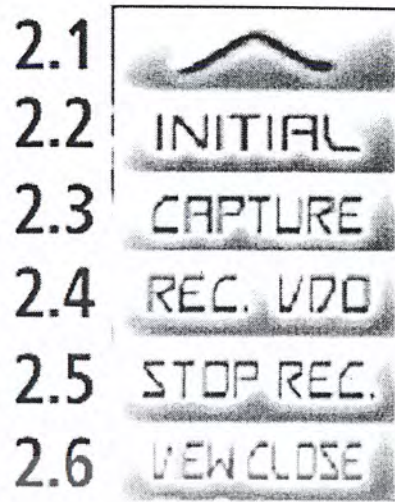 2.1
2.2 INITIAL
2.3 CAPTURE
2.4 REC. VDO
2.5 STOP REC.
2.6 VIEW CLOSE